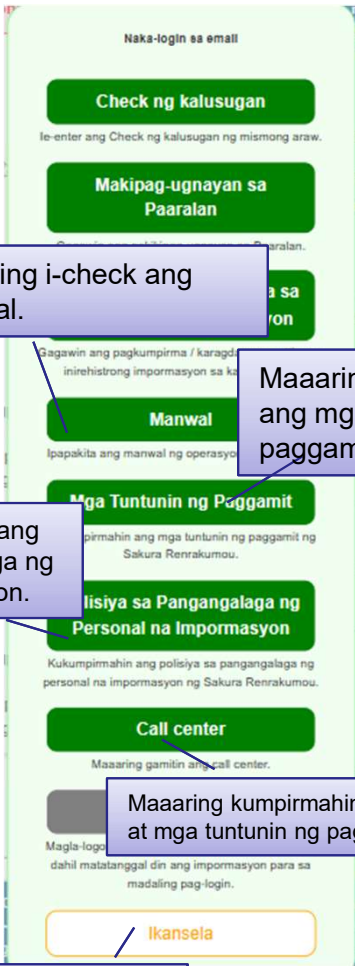 Naka-login sa email
Check ng kalusugan
Ie-enter ang Check ng kalusugan ng mismong araw.
Makipag-ugnayan sa
Paaralan
ing i-check ang
al.
a sa
yon
Gagawin ang pagkumpirma / karagda
inirehistrong impormasyon sa ka
Maaarin
ang mg
paggam
Manwal
Ipapakita ang manwal ng operasyo
Mga Tuntunin ng Paggamit
pirmahin ang mga tuntunin ng paggamit ng
Sakura Renrakumou.
ang
ga ng
on.
lisiya sa Pangangalaga ng
Personal na Impormasyon
Kukumpirmahin ang polisiya sa pangangalaga ng
personal na impormasyon ng Sakura Renrakumou.
Call center
Maaaring gamitin ang call center.
Maaaring kumpirmahin
at mga tuntunin ng pag
Magla-logo
dahil matatanggal din ang impormasyon para sa
madaling pag-login.
Ikansela